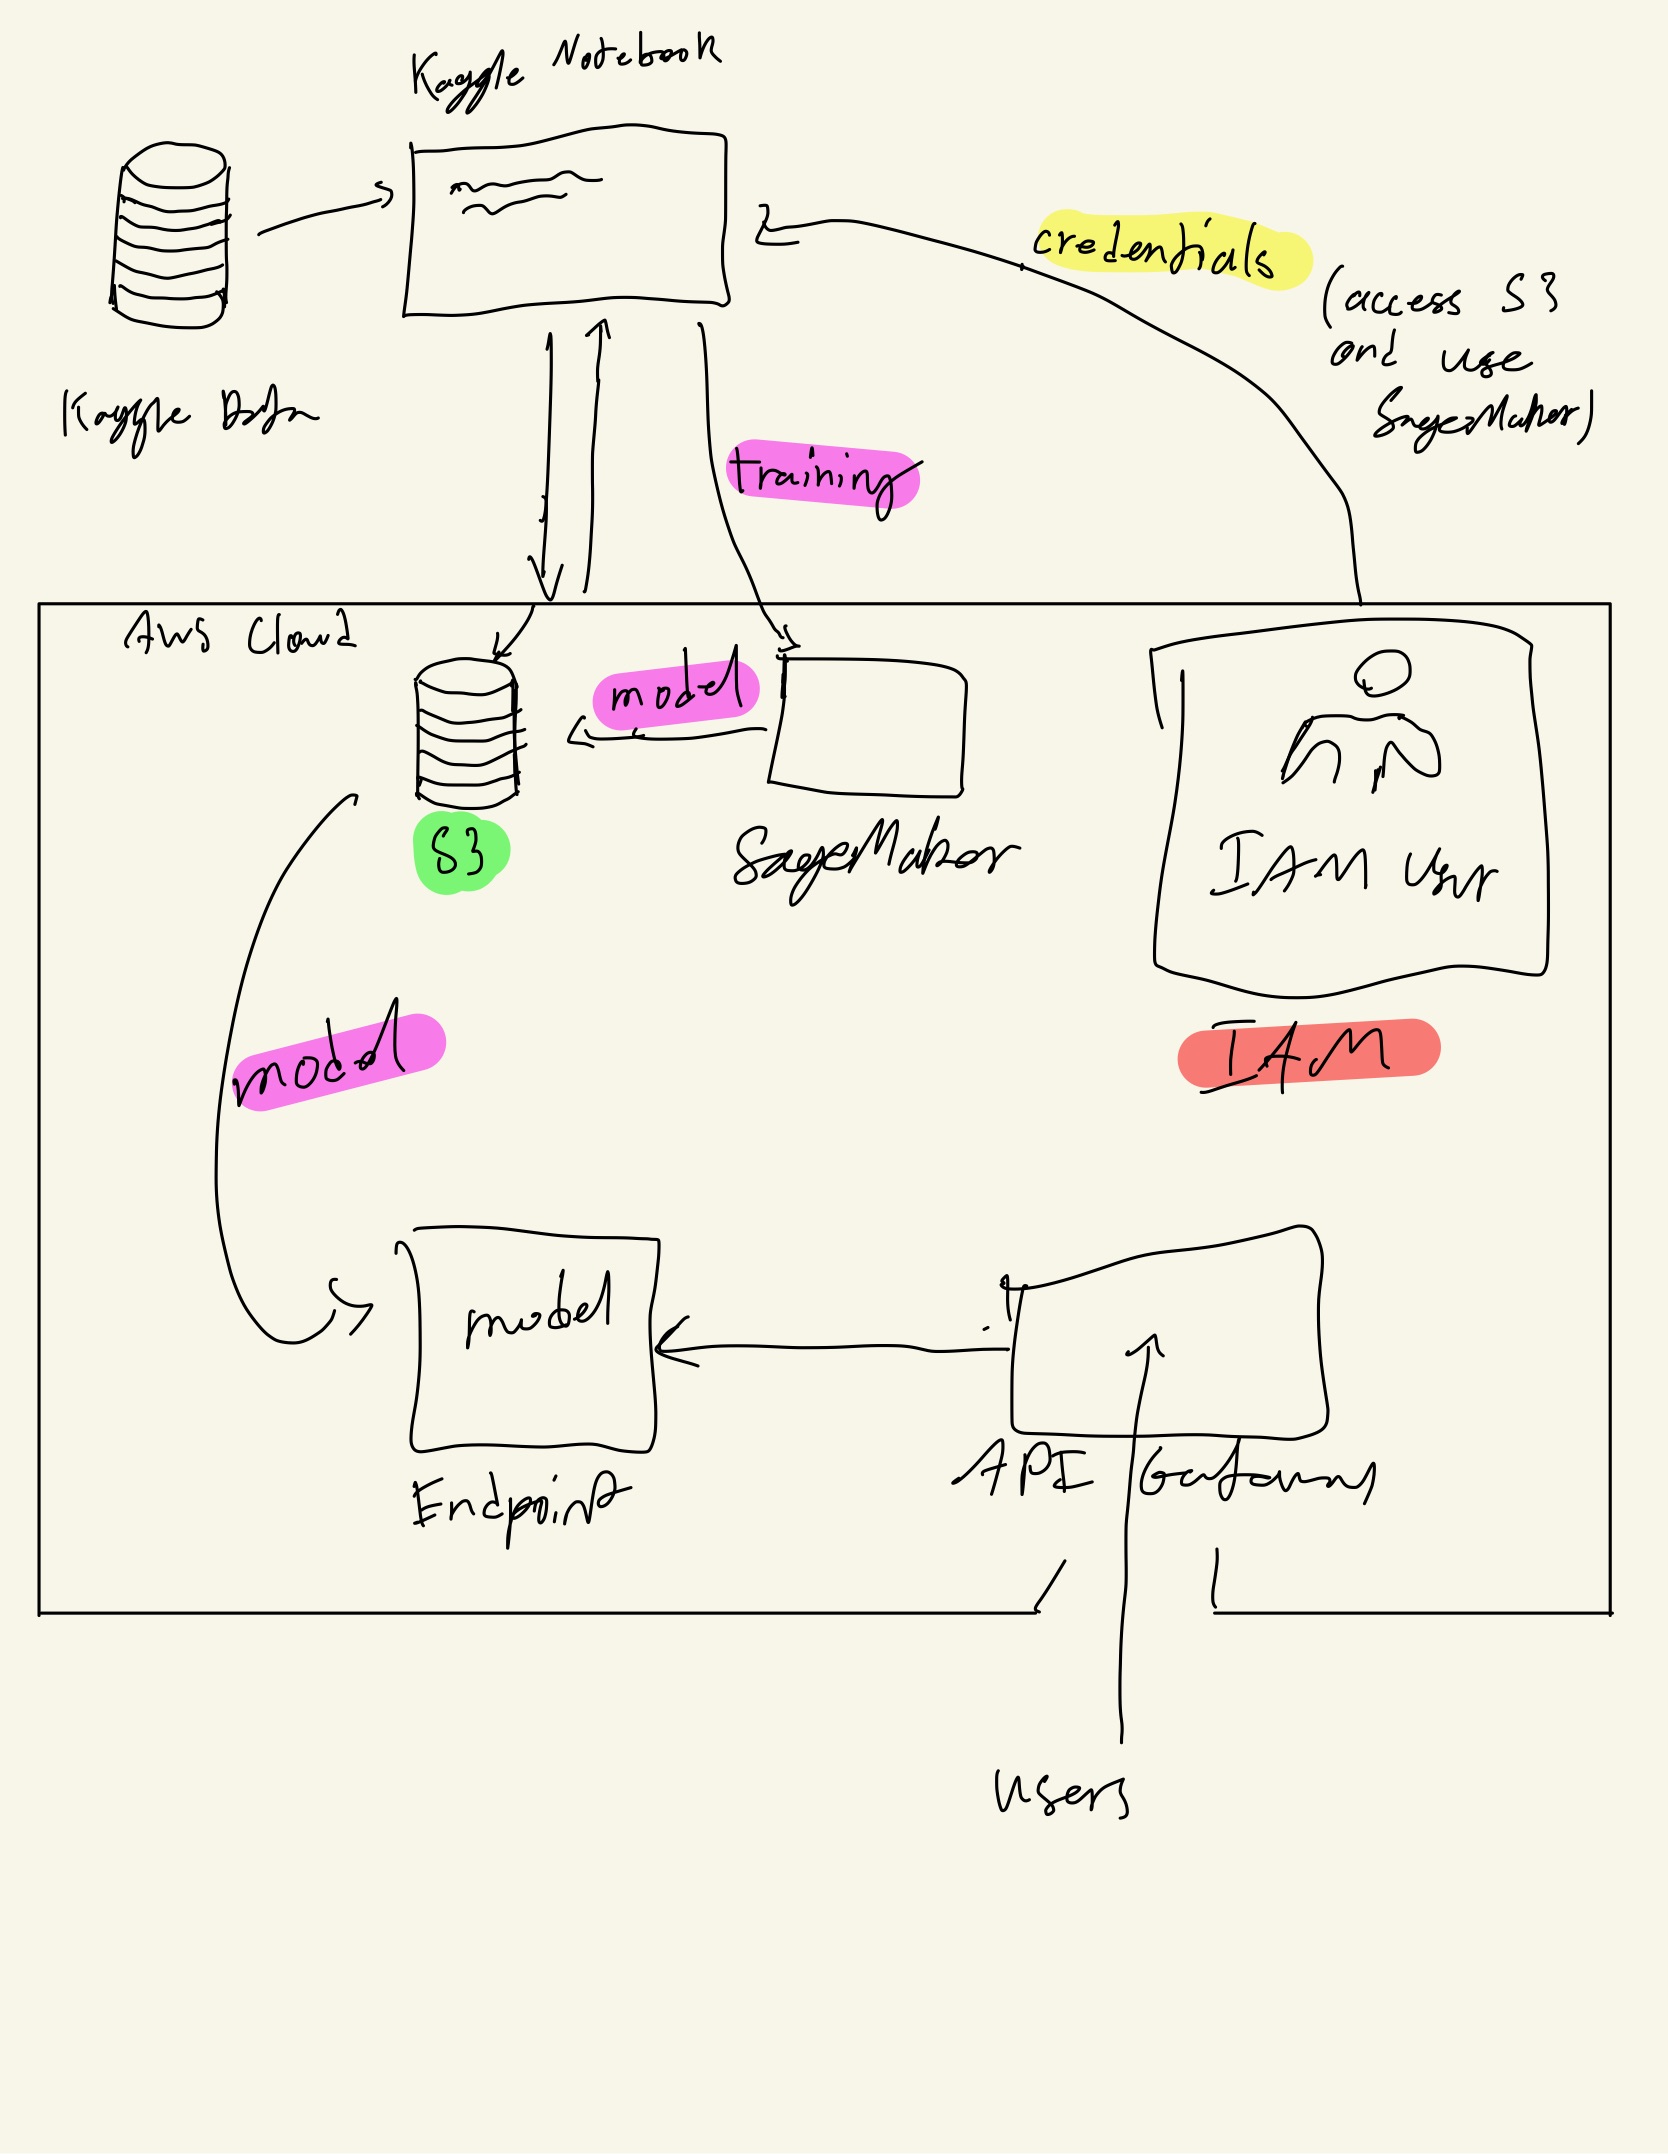 Kaggle Notebook
credentials
(access S3
and use
SageMaker)
Kaggle Data
training
AWS Cloud
model
S3
SageMaker
IAM User
model
IAM
model
Endpoint
API Gateway
Users